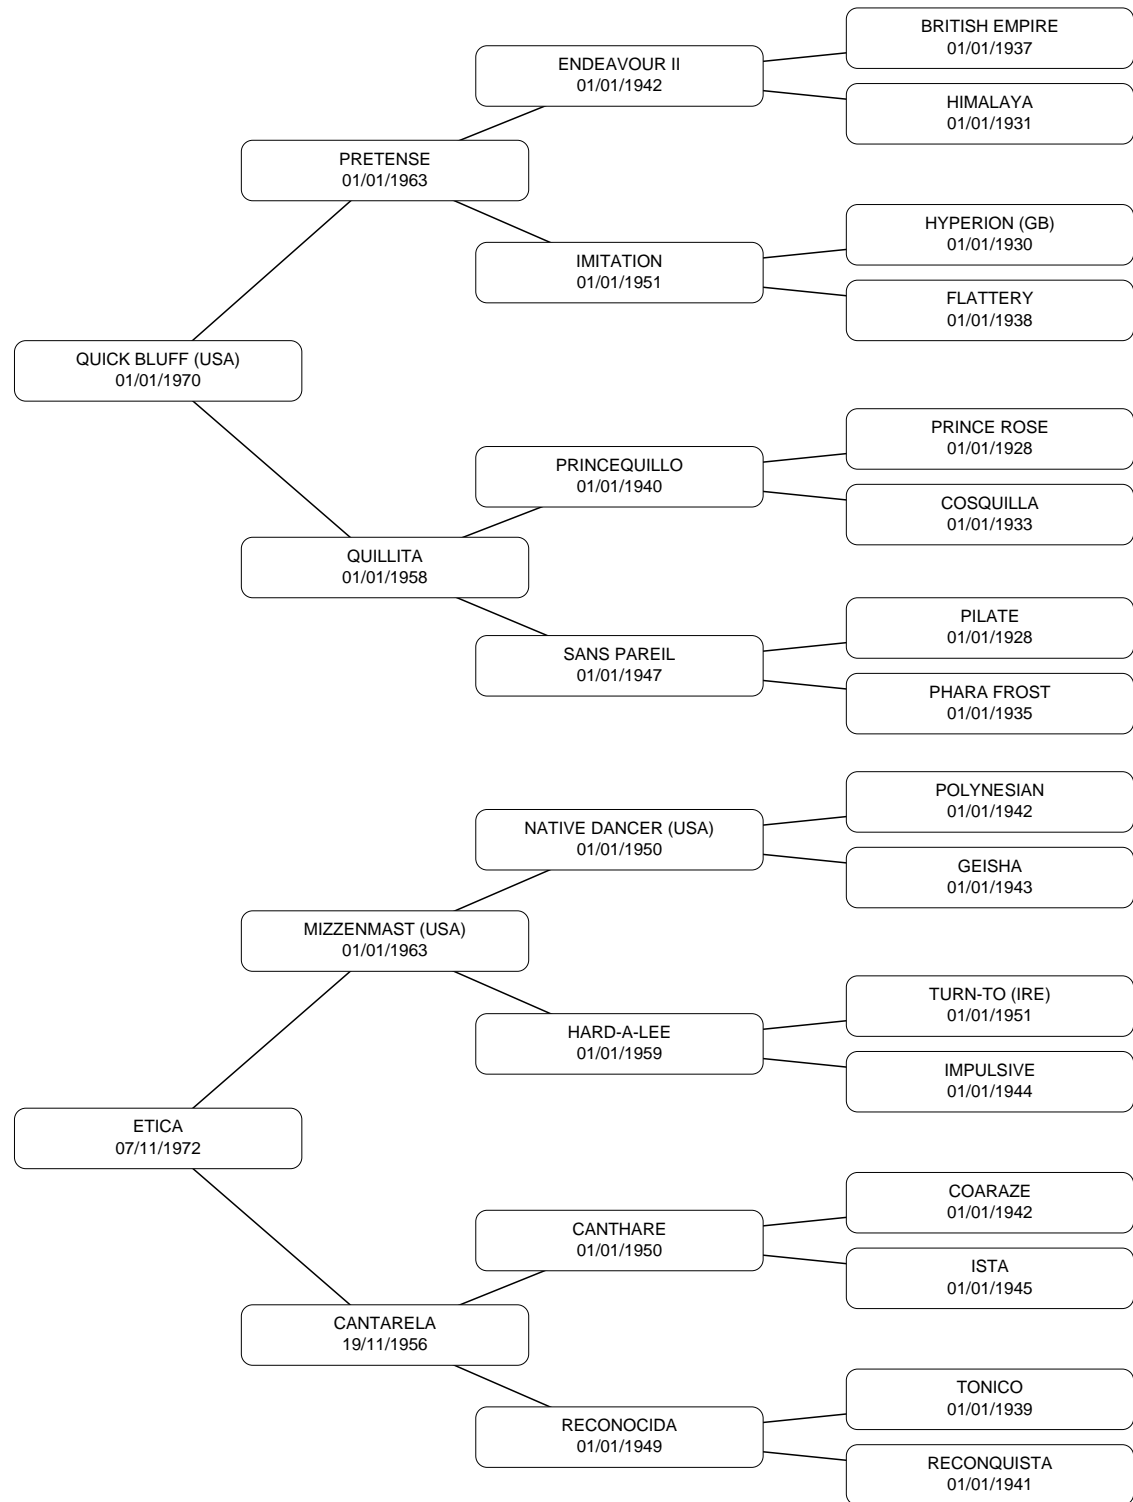 BRITISH EMPIRE
01/01/1937
ENDEAVOUR II
01/01/1942
HIMALAYA
01/01/1931
PRETENSE
01/01/1963
HYPERION (GB)
01/01/1930
IMITATION
01/01/1951
FLATTERY
01/01/1938
QUICK BLUFF (USA)
01/01/1970
PRINCE ROSE
01/01/1928
PRINCEQUILLO
01/01/1940
COSQUILLA
01/01/1933
QUILLITA
01/01/1958
PILATE
01/01/1928
SANS PAREIL
01/01/1947
PHARA FROST
01/01/1935
POLYNESIAN
01/01/1942
NATIVE DANCER (USA)
01/01/1950
GEISHA
01/01/1943
MIZZENMAST (USA)
01/01/1963
TURN-TO (IRE)
01/01/1951
HARD-A-LEE
01/01/1959
IMPULSIVE
01/01/1944
ETICA
07/11/1972
COARAZE
01/01/1942
CANTHARE
01/01/1950
ISTA
01/01/1945
CANTARELA
19/11/1956
TONICO
01/01/1939
RECONOCIDA
01/01/1949
RECONQUISTA
01/01/1941